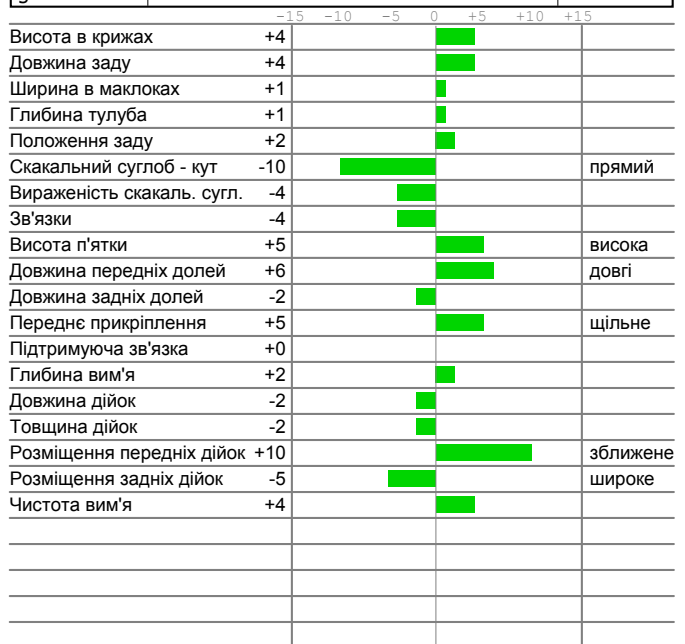 -15 -10 -5 0 +5 +10 +15
Висота в крижах +4
Довжина заду +4
Ширина в маклоках +1
Глибина тулуба +1
Положення заду +2
Скакальний суглоб - кут -10 прямий
Вираженість скакаль. сугл. -4
Зв'язки -4
Висота п'ятки +5 висока
Довжина передніх долей +6 довгі
Довжина задніх долей -2
Переднє прикріплення +5 щільне
Підтримуюча зв'язка +0
Глибина вим'я +2
Довжина дійок -2
Товщина дійок -2
Розміщення передніх дійок +10 зближене
Розміщення задніх дійок -5 широке
Чистота вим'я +4